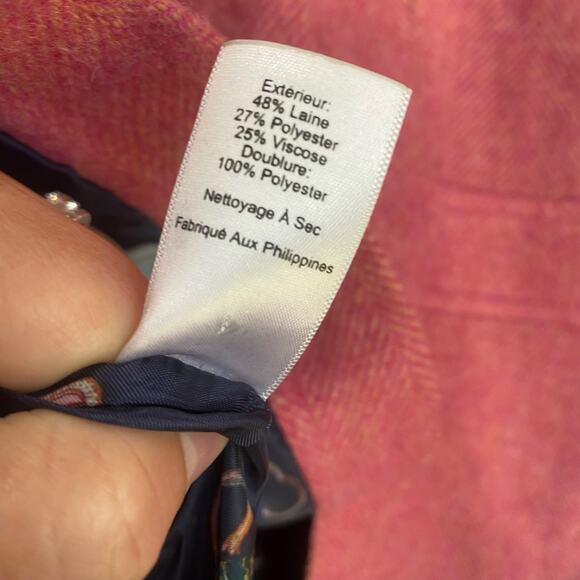 Extérieur:
48% Laine
27% Polyester
25% Viscose
Doublure:
100% Polyester
Nettoyage À Sec
Fabriqué Aux Philippines